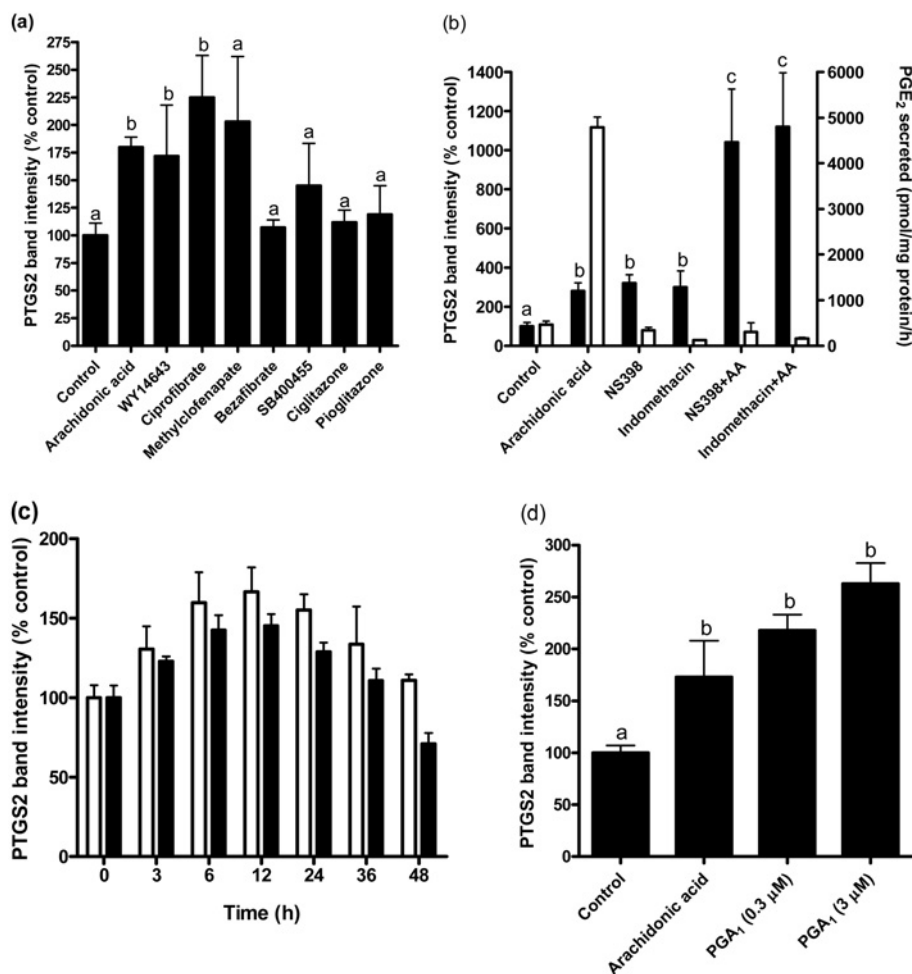 (a)
PTGS2 band intensity (% control)
275
250
225
200
175
150
125
100
75
50
25
0
a
b
b
b
a
a
a
a
a
Control
Arachidonic acid
WY14643
Ciprofibrate
Methylclofenapate
Bezafibrate
SB400455
Ciglitazone
Pioglitazone
(b)
PTGS2 band intensity (% control)
1400
1200
1000
800
600
400
200
0
a
b
b
b
c
c
6000
5000
4000
3000
2000
1000
0
PGE2 secreted (pmol/mg protein/h)
Control
Arachidonic acid
NS398
Indomethacin
NS398+AA
Indomethacin+AA
(c)
PTGS2 band intensity (% control)
200
150
100
50
0
0 3 6 12 24 36 48
Time (h)
(d)
PTGS2 band intensity (% control)
350
300
250
200
150
100
50
0
a
b
b
b
Control
Arachidonic acid
PGA1 (0.3 μM)
PGA1 (3 μM)